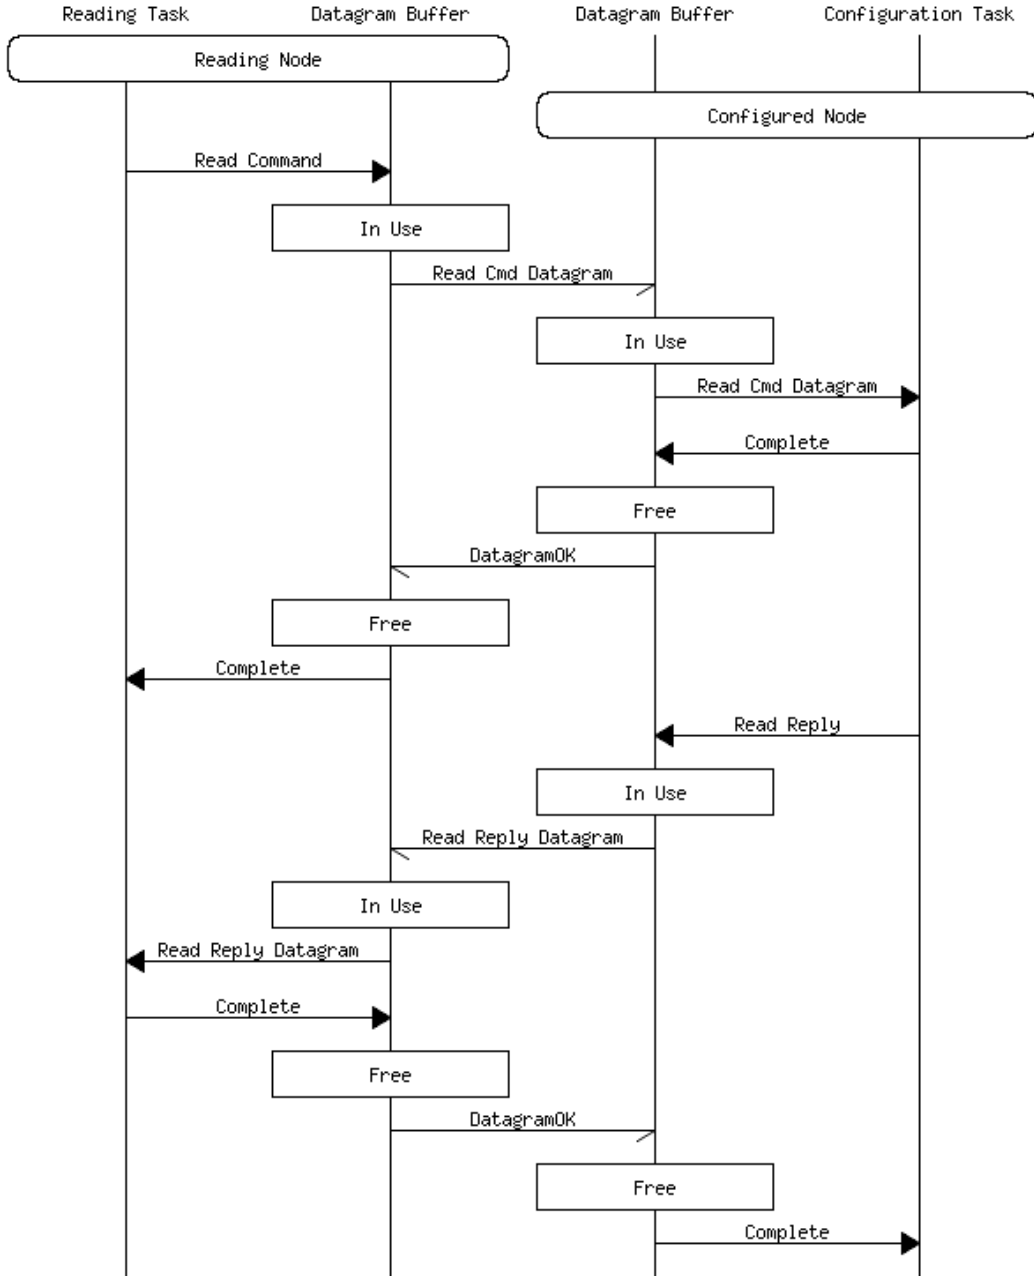 Reading Task
Datagram Buffer
Datagram Buffer
Configuration Task
Reading Node
Configured Node
Read Command
In Use
Read Cmd Datagram
In Use
Read Cmd Datagram
Complete
Free
DatagramOK
Free
Complete
Read Reply
In Use
Read Reply Datagram
In Use
Read Reply Datagram
Complete
Free
DatagramOK
Free
Complete